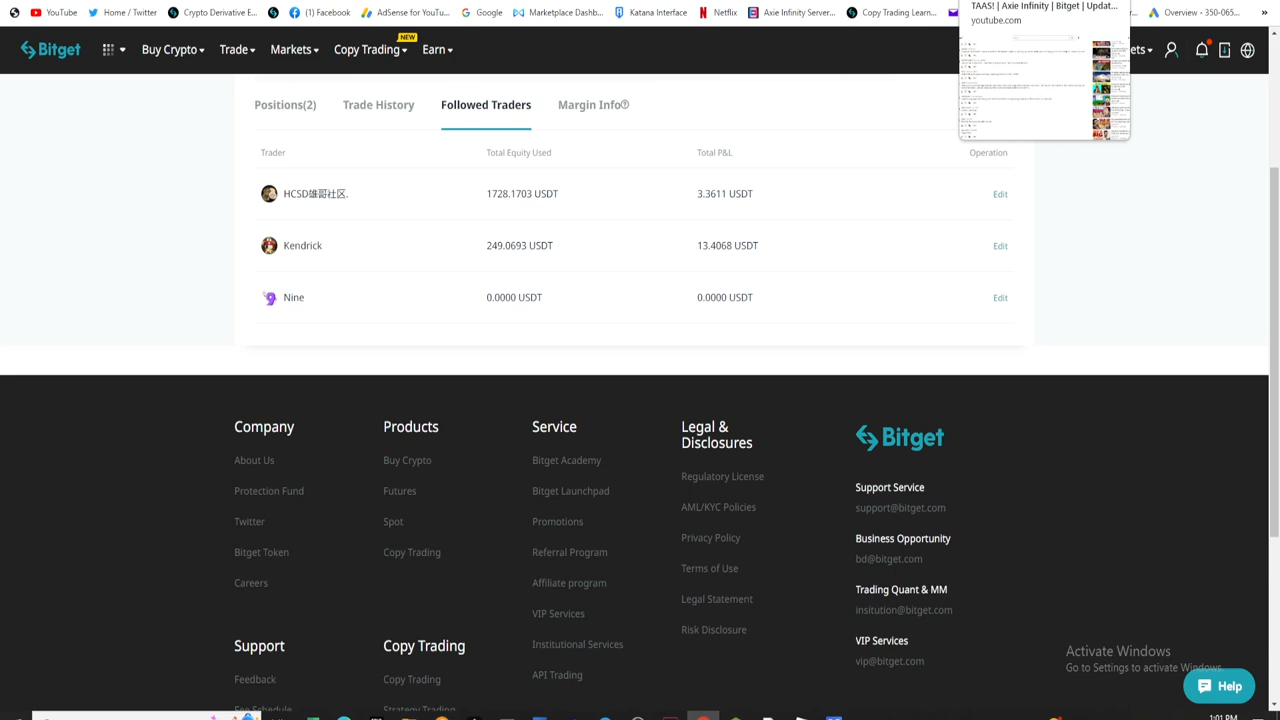 TAAS! | Axie Infinity | Bitget | Updat...
youtube.com
YouTube
Home / Twitter
Crypto Derivative E...
AdSense for YouTu...
Google
Marketplace Dashb...
(1) Facebook
Katana Interface
Netflix
Axie Infinity Server...
Copy Trading Learn...
Overview - 350-065...
»
Bitget
Buy Crypto
Trade
Markets
Copy Trading
NEW
Earn
ets
Positions(2)
Trade History
Followed Traders
Margin Info
Trader
Total Equity Used
Total P&L
Operation
HCSD雄哥社区.
1728.1703 USDT
3.3611 USDT
Edit
Kendrick
249.0693 USDT
13.4068 USDT
Edit
Nine
0.0000 USDT
0.0000 USDT
Edit
Company
About Us
Protection Fund
Twitter
Bitget Token
Careers
Products
Buy Crypto
Futures
Spot
Copy Trading
Service
Bitget Academy
Bitget Launchpad
Promotions
Referral Program
Affiliate program
VIP Services
Institutional Services
API Trading
Legal &
Disclosures
Regulatory License
AML/KYC Policies
Privacy Policy
Terms of Use
Legal Statement
Risk Disclosure
Bitget
Support Service
support@bitget.com
Business Opportunity
bd@bitget.com
Trading Quant & MM
insitution@bitget.com
VIP Services
vip@bitget.com
Support
Feedback
Fee Schedule
Copy Trading
Copy Trading
Strategy Trading
Activate Windows
Go to Settings to activate Windows.
Help
1:01 PM